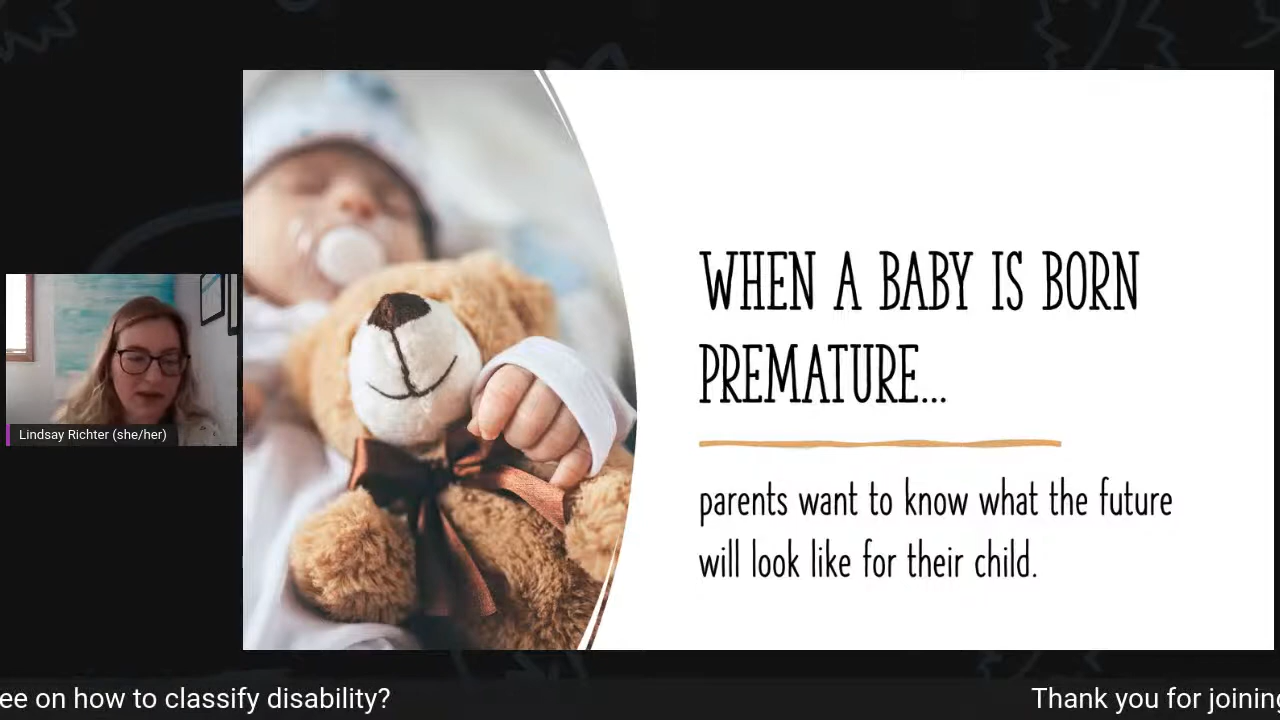 WHEN A BABY IS BORN
PREMATURE...
parents want to know what the future
will look like for their child.
Lindsay Richter (she/her)
ee on how to classify disability?
Thank you for joining